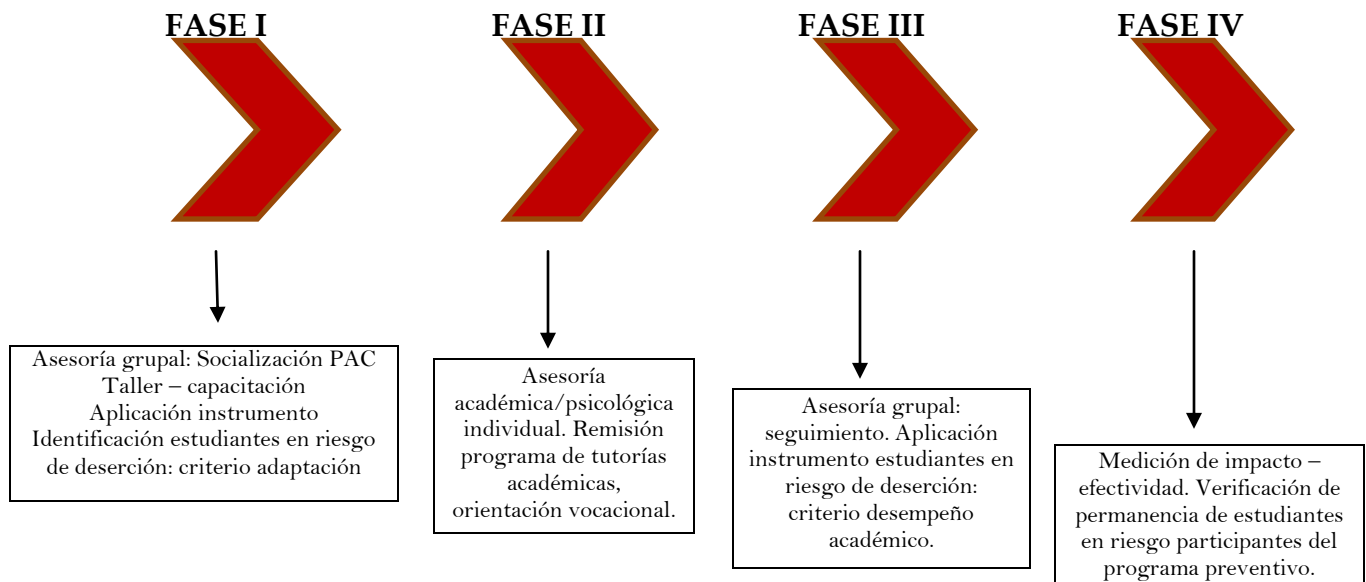 FASE I
FASE II
FASE III
FASE IV
Asesoría grupal: Socialización PAC
Taller – capacitación
Aplicación instrumento
Identificación estudiantes en riesgo
de deserción: criterio adaptación
Asesoría
académica/psicológica
individual. Remisión
programa de tutorías
académicas,
orientación vocacional.
Asesoría grupal:
seguimiento. Aplicación
instrumento estudiantes en
riesgo de deserción:
criterio desempeño
académico.
Medición de impacto –
efectividad. Verificación de
permanencia de estudiantes
en riesgo participantes del
programa preventivo.